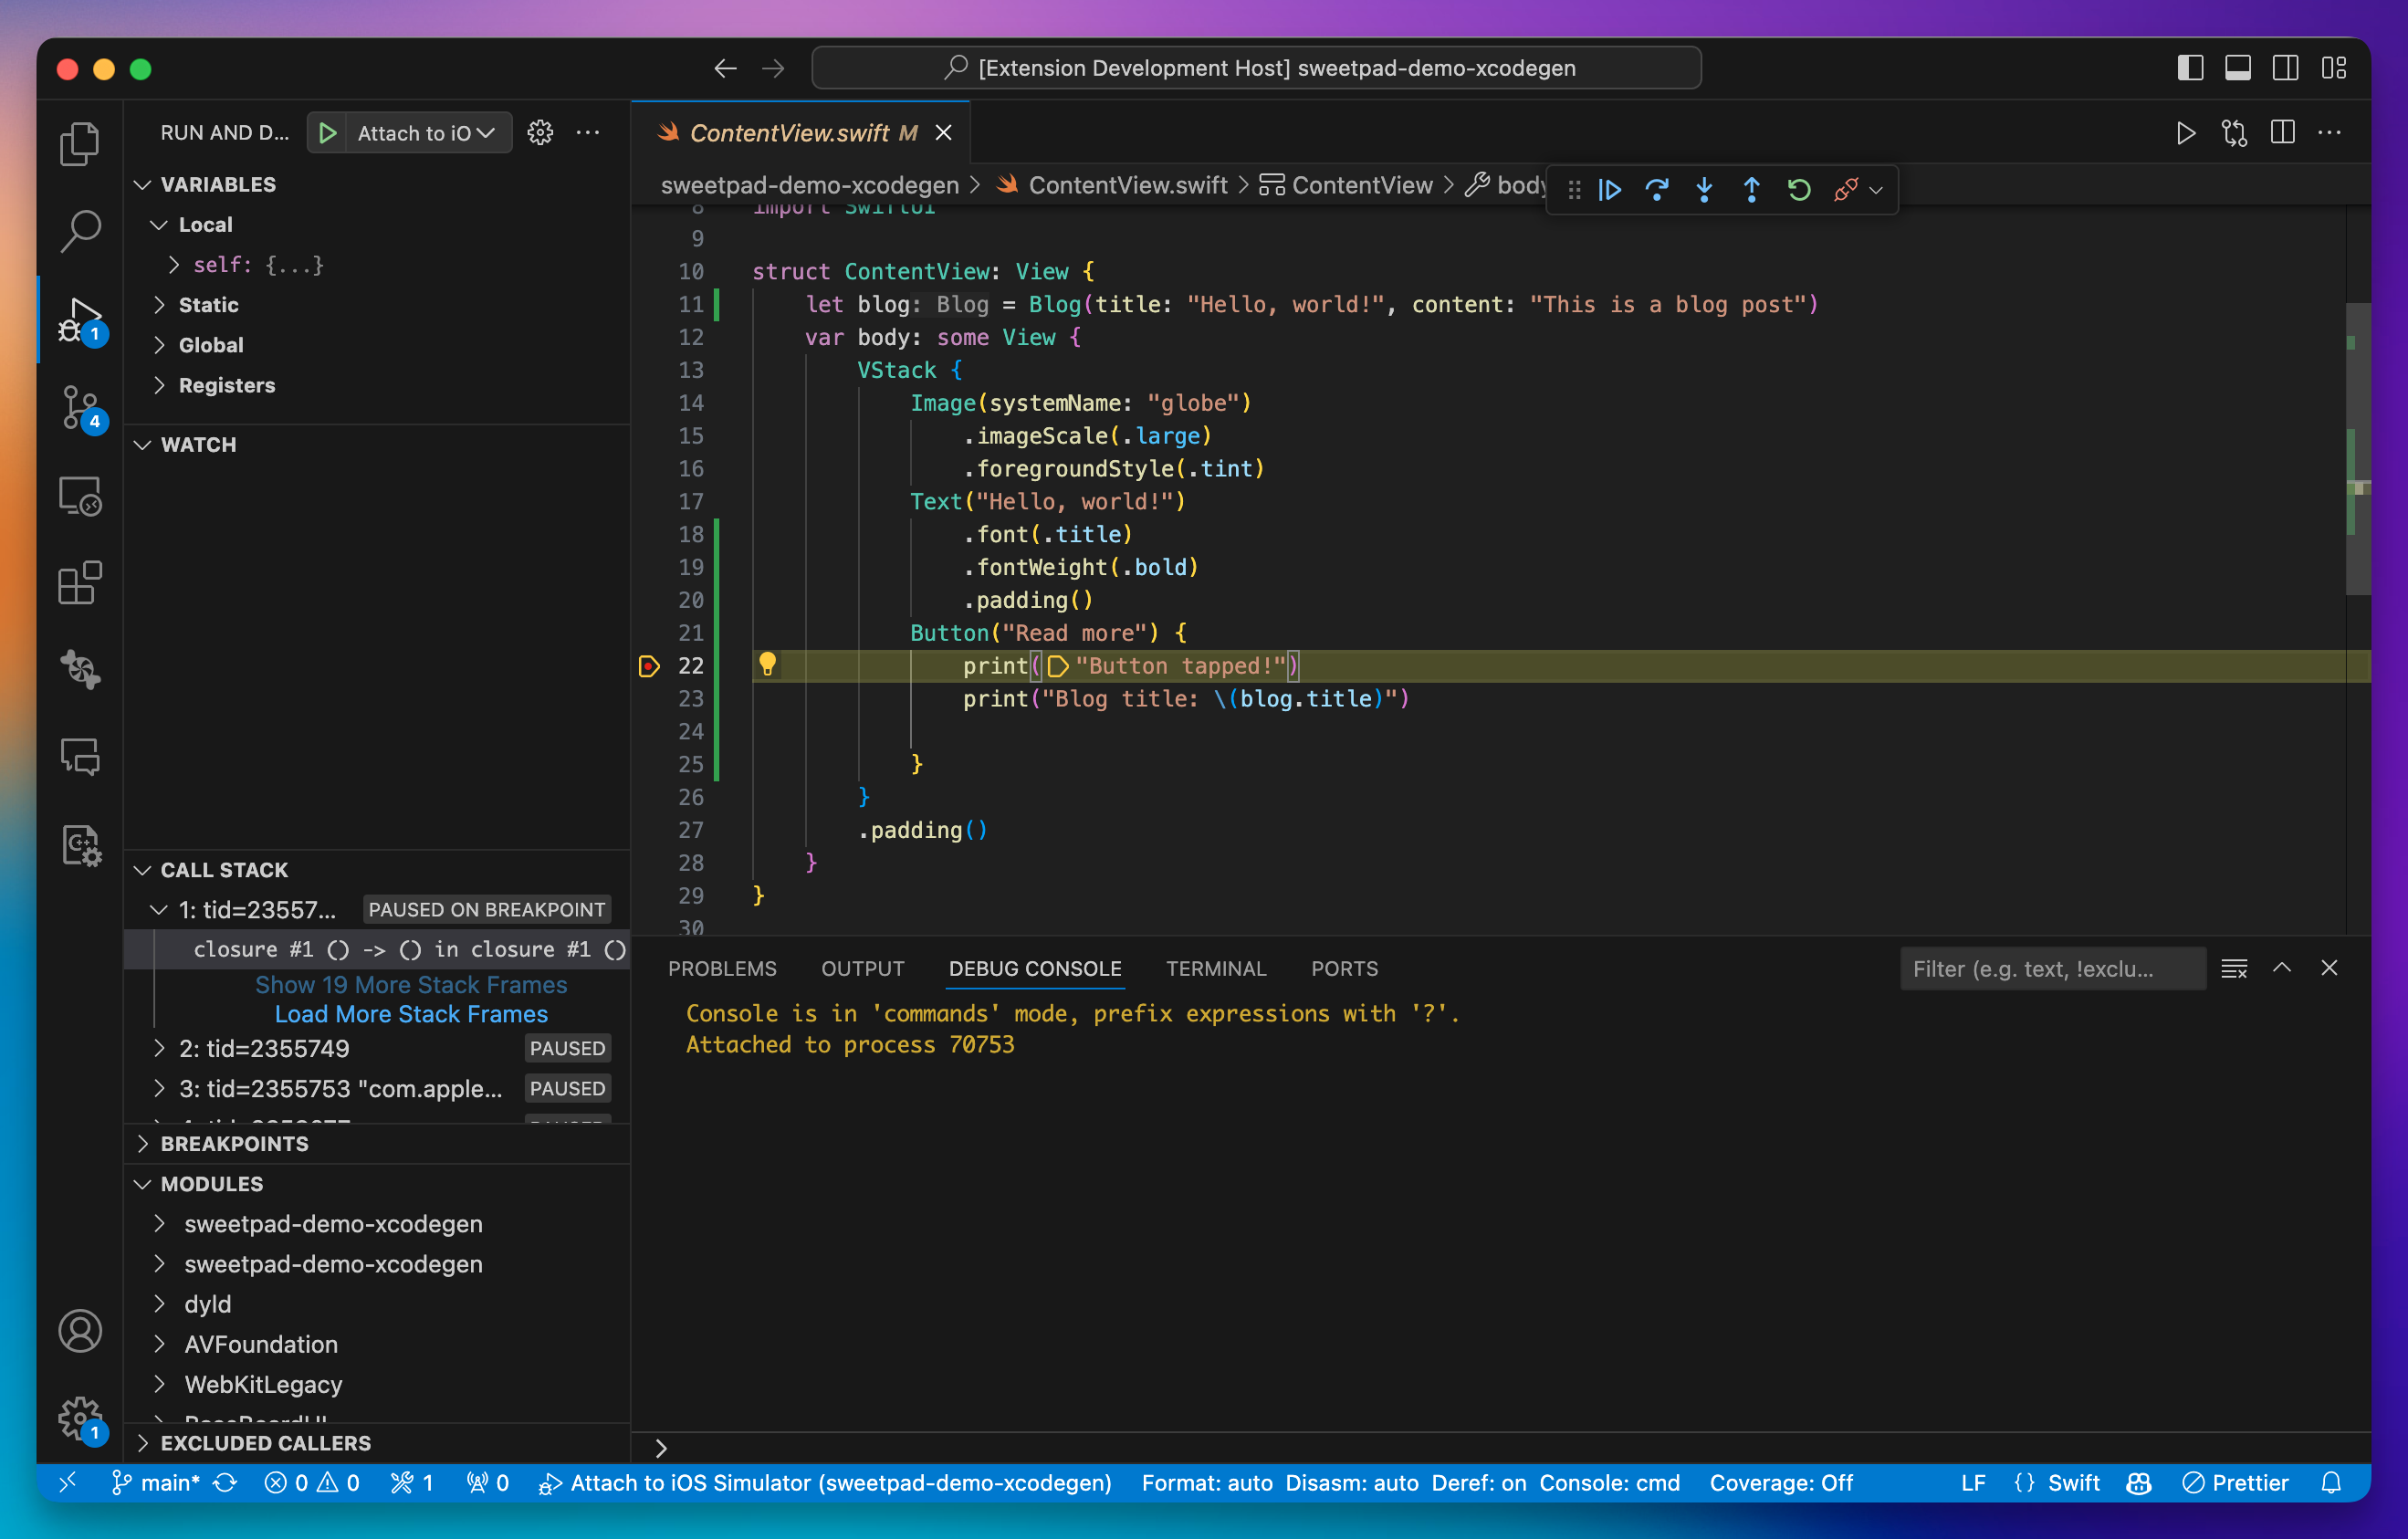 [Extension Development Host] sweetpad-demo-xcodegen
RUN AND D...
Attach to iO
VARIABLES
Local
self: {...}
Static
Global
Registers
WATCH
CALL STACK
1: tid=23557... PAUSED ON BREAKPOINT
closure #1 () -> () in closure #1 ()
Show 19 More Stack Frames
Load More Stack Frames
2: tid=2355749 PAUSED
3: tid=2355753 "com.apple... PAUSED
BREAKPOINTS
MODULES
sweetpad-demo-xcodegen
sweetpad-demo-xcodegen
dyld
AVFoundation
WebKitLegacy
EXCLUDED CALLERS
1
4
1
ContentView.swift M
sweetpad-demo-xcodegen > ContentView.swift > ContentView > body
8 import SwiftUI
9
10 struct ContentView: View {
11 let blog: Blog = Blog(title: "Hello, world!", content: "This is a blog post")
12 var body: some View {
13 VStack {
14 Image(systemName: "globe")
15 .imageScale(.large)
16 .foregroundStyle(.tint)
17 Text("Hello, world!")
18 .font(.title)
19 .fontWeight(.bold)
20 .padding()
21 Button("Read more") {
22 print("Button tapped!")
23 print("Blog title: \(blog.title)")
24
25 }
26 }
27 .padding()
28 }
29 }
30
PROBLEMS OUTPUT DEBUG CONSOLE TERMINAL PORTS
Filter (e.g. text, !exclu...
Console is in 'commands' mode, prefix expressions with '?'.
Attached to process 70753
>
main* 0 0 1 0 Attach to iOS Simulator (sweetpad-demo-xcodegen) Format: auto Disasm: auto Deref: on Console: cmd Coverage: Off LF {} Swift Prettier